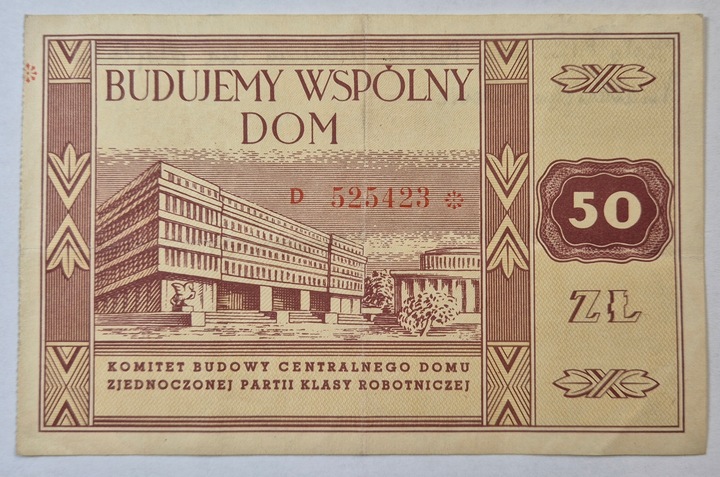 BUDUJEMY WSPÓLNY
DOM
D 525423
50
ZŁ
KOMITET BUDOWY CENTRALNEGO DOMU
ZJEDNOCZONEJ PARTII KLASY ROBOTNICZEJ